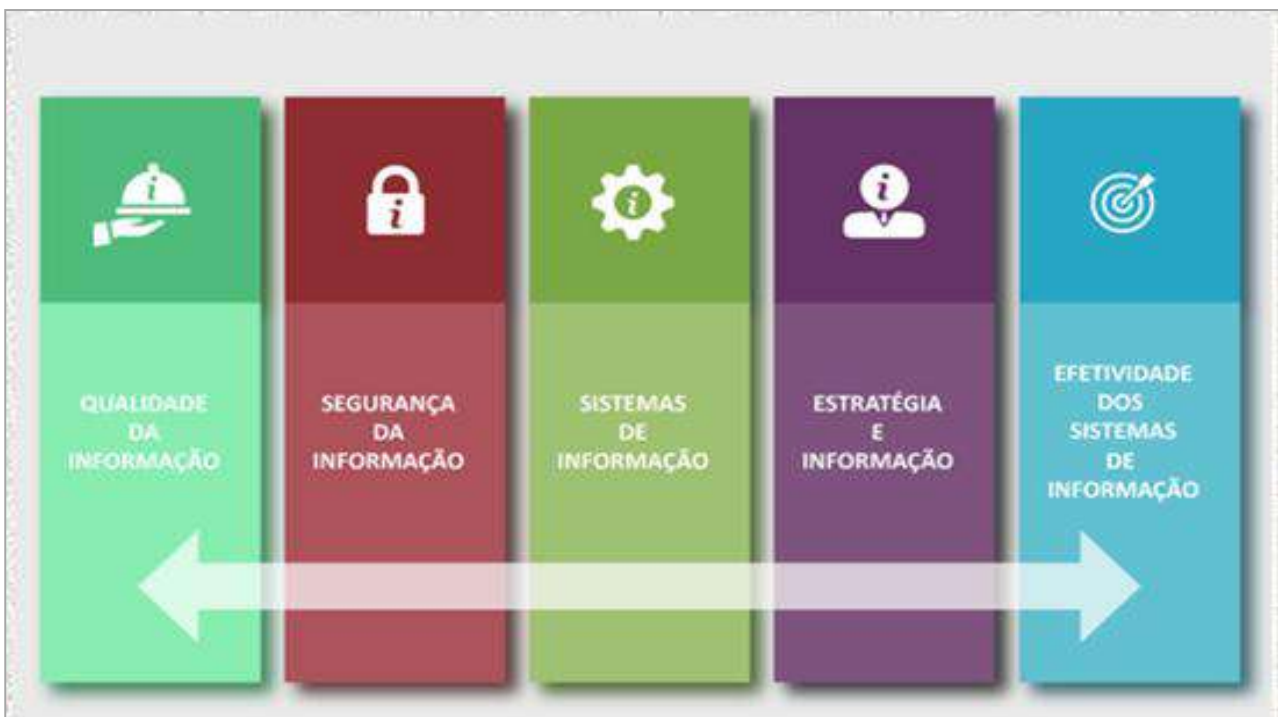 QUALIDADE
DA
INFORMAÇÃO
SEGURANÇA
DA
INFORMAÇÃO
SISTEMAS
DE
INFORMAÇÃO
ESTRATÉGIA
E
INFORMAÇÃO
EFETIVIDADE
DOS
SISTEMAS
DE
INFORMAÇÃO